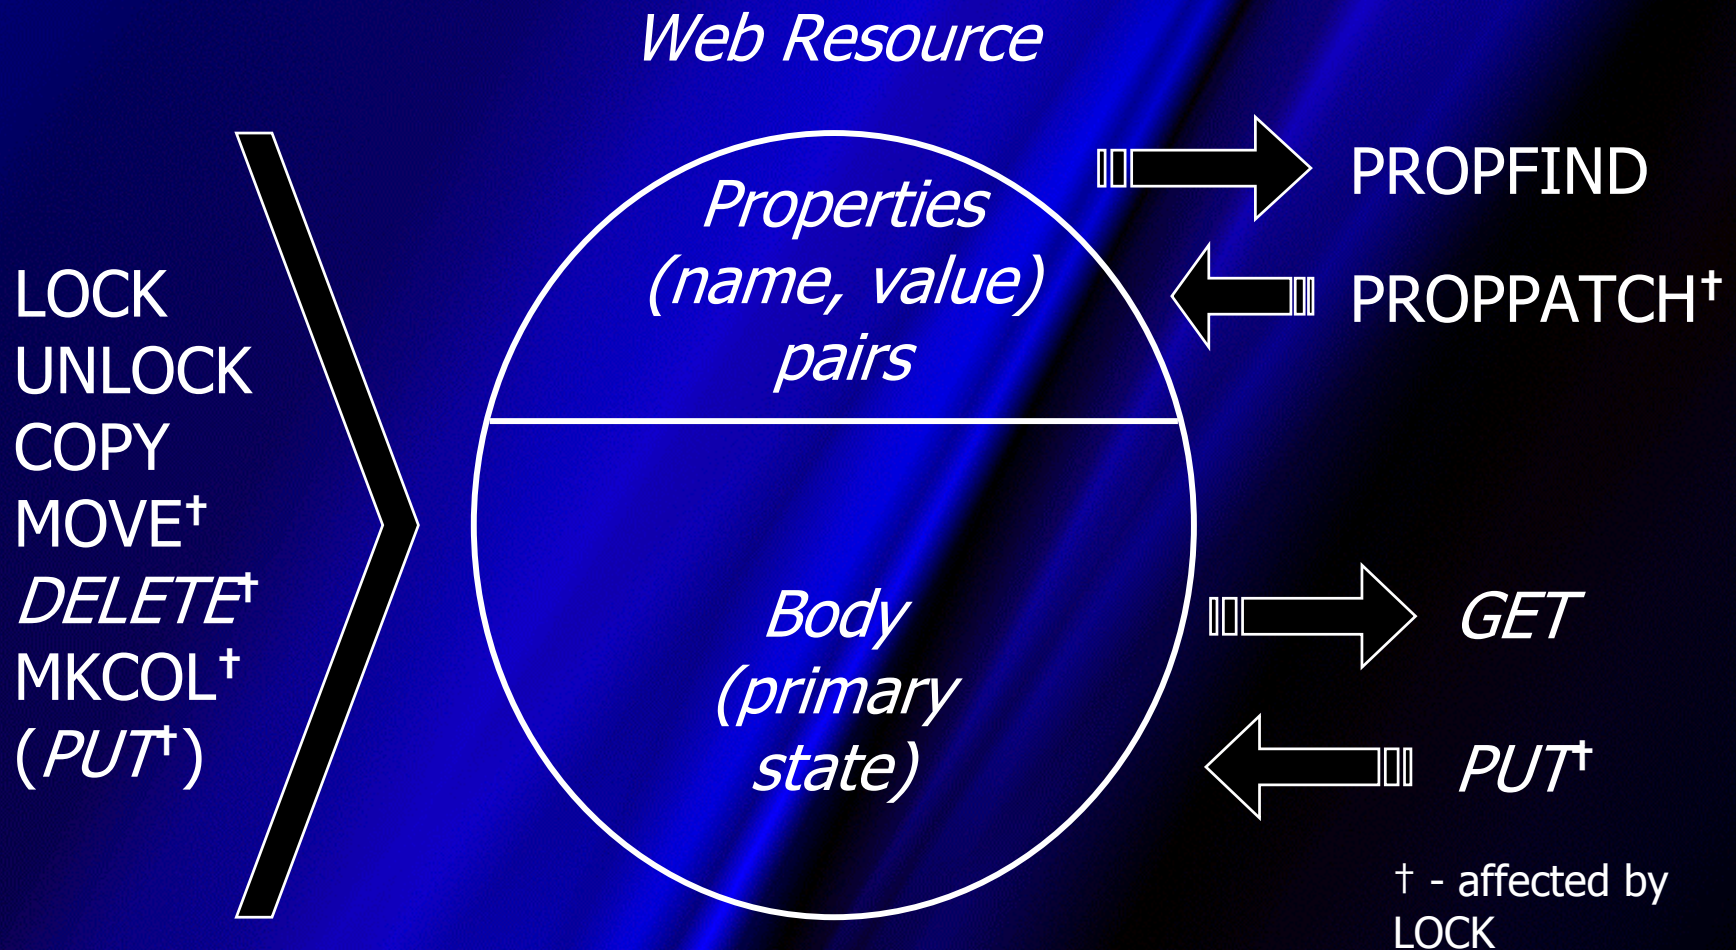 Web Resource
Properties
(name, value)
pairs
Body
(primary
state)
LOCK
UNLOCK
COPY
MOVE†
DELETE†
MKCOL†
(PUT†)
PROPFIND
PROPPATCH†
GET
PUT†
† - affected by
LOCK